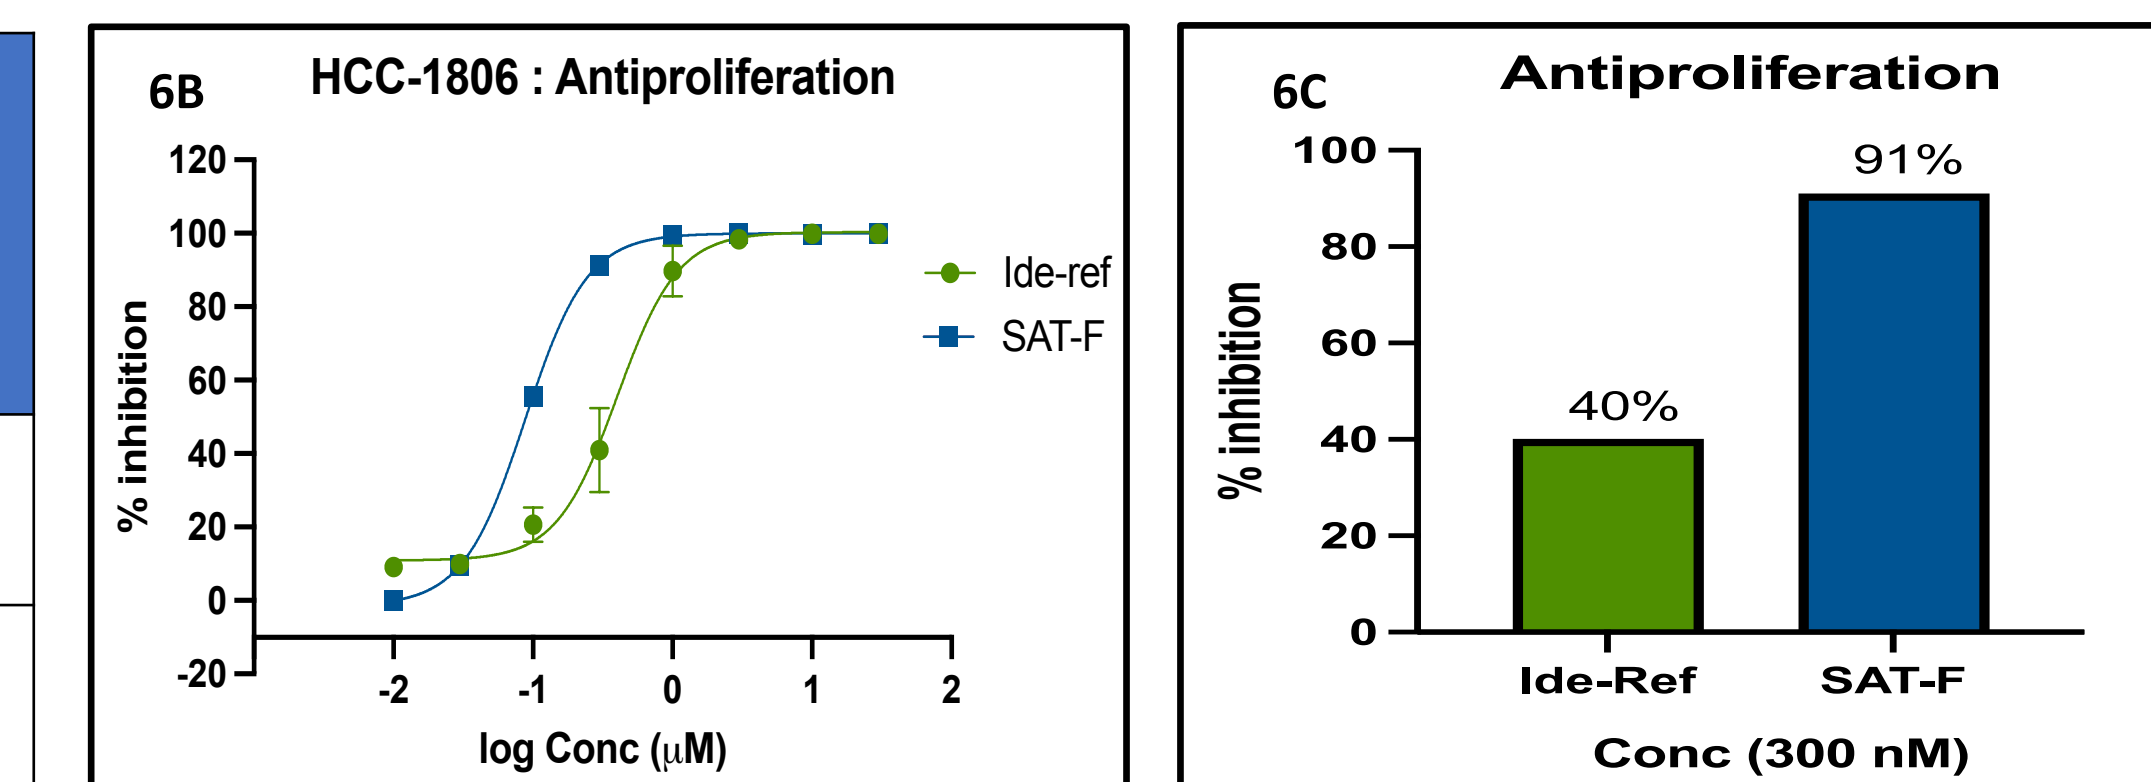 6B
HCC-1806 : Antiproliferation
120
100
80
60
40
20
0
-20
% inhibition
-2 -1 0 1 2
log Conc (μM)
Ide-ref
SAT-F
6C
Antiproliferation
100
80
60
40
20
0
% inhibition
40%
91%
Ide-Ref SAT-F
Conc (300 nM)